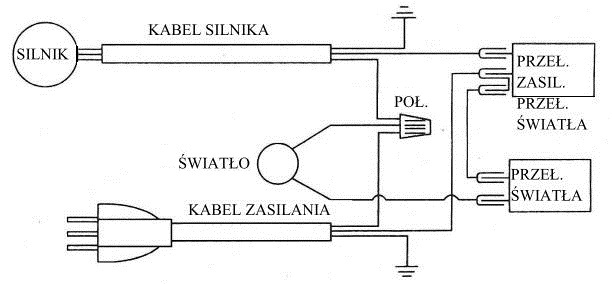 KABEL SILNIKA
SILNIK
PRZEŁ.
ZASIL.
PRZEŁ.
ŚWIATŁA
POŁ.
ŚWIATŁO
PRZEŁ.
ŚWIATŁA
KABEL ZASILANIA